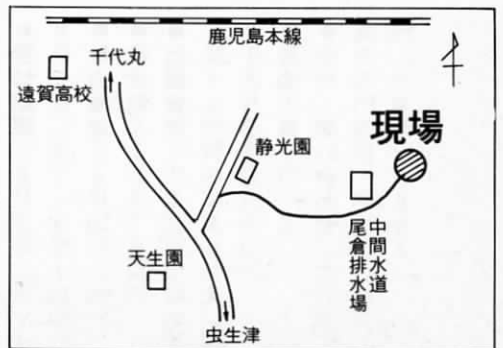 鹿児島本線
千代丸
遠賀高校
現場
静光園
中間水道
尾倉排水場
天生園
虫生津